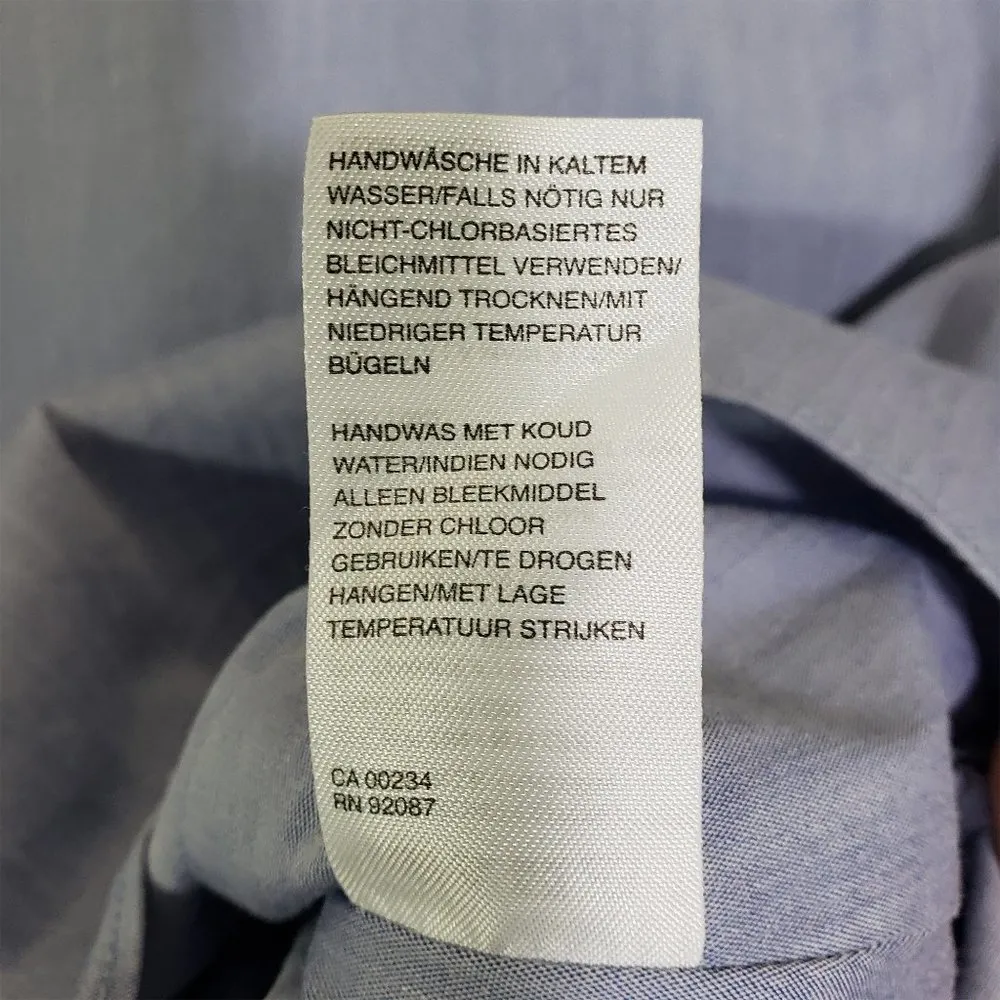 HANDWÄSCHE IN KALTEM
WASSER/FALLS NÖTIG NUR
NICHT-CHLORBASIERTES
BLEICHMITTEL VERWENDEN/
HÄNGEND TROCKNEN/MIT
NIEDRIGER TEMPERATUR
BÜGELN
HANDWAS MET KOUD
WATER/INDIEN NODIG
ALLEEN BLEEKMIDDEL
ZONDER CHLOOR
GEBRUIKEN/TE DROGEN
HANGEN/MET LAGE
TEMPERATUUR STRIJKEN
CA 00234
RN 92087